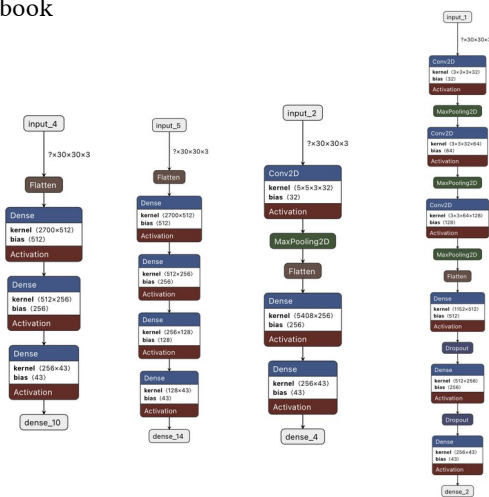 book
input_4
?×30×30×3
Flatten
Dense
kernel ⟨2700×512⟩
bias ⟨512⟩
Activation
Dense
kernel ⟨512×256⟩
bias ⟨256⟩
Activation
Dense
kernel ⟨256×43⟩
bias ⟨43⟩
Activation
dense_10
input_5
?×30×30×3
Flatten
Dense
kernel ⟨2700×512⟩
bias ⟨512⟩
Activation
Dense
kernel ⟨512×256⟩
bias ⟨256⟩
Activation
Dense
kernel ⟨256×128⟩
bias ⟨128⟩
Activation
Dense
kernel ⟨128×43⟩
bias ⟨43⟩
Activation
dense_14
input_2
?×30×30×3
Conv2D
kernel ⟨5×5×3×32⟩
bias ⟨32⟩
Activation
MaxPooling2D
Flatten
Dense
kernel ⟨5408×256⟩
bias ⟨256⟩
Activation
Dense
kernel ⟨256×43⟩
bias ⟨43⟩
Activation
dense_4
input_1
?×30×30×
Conv2D
kernel ⟨3×3×3×32⟩
bias ⟨32⟩
Activation
MaxPooling2D
Conv2D
kernel ⟨3×3×32×64⟩
bias ⟨64⟩
Activation
MaxPooling2D
Conv2D
kernel ⟨3×3×64×128⟩
bias ⟨128⟩
Activation
MaxPooling2D
Flatten
Dense
kernel ⟨1152×512⟩
bias ⟨512⟩
Activation
Dropout
Dense
kernel ⟨512×256⟩
bias ⟨256⟩
Activation
Dropout
Dense
kernel ⟨256×43⟩
bias ⟨43⟩
Activation
dense_2